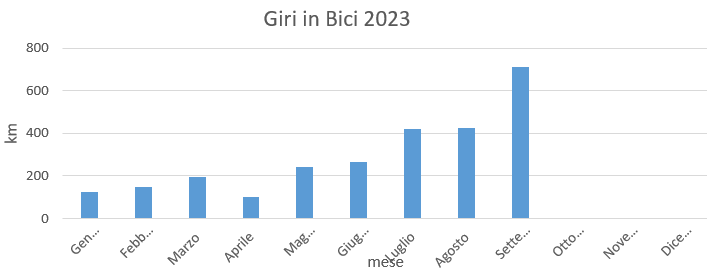 Giri in Bici 2023
800
600
400
200
0
km
Gen...
Febb...
Marzo
Aprile
Mag...
Giug...
Luglio
Agosto
Sette...
Otto...
Nove...
Dice...
mese